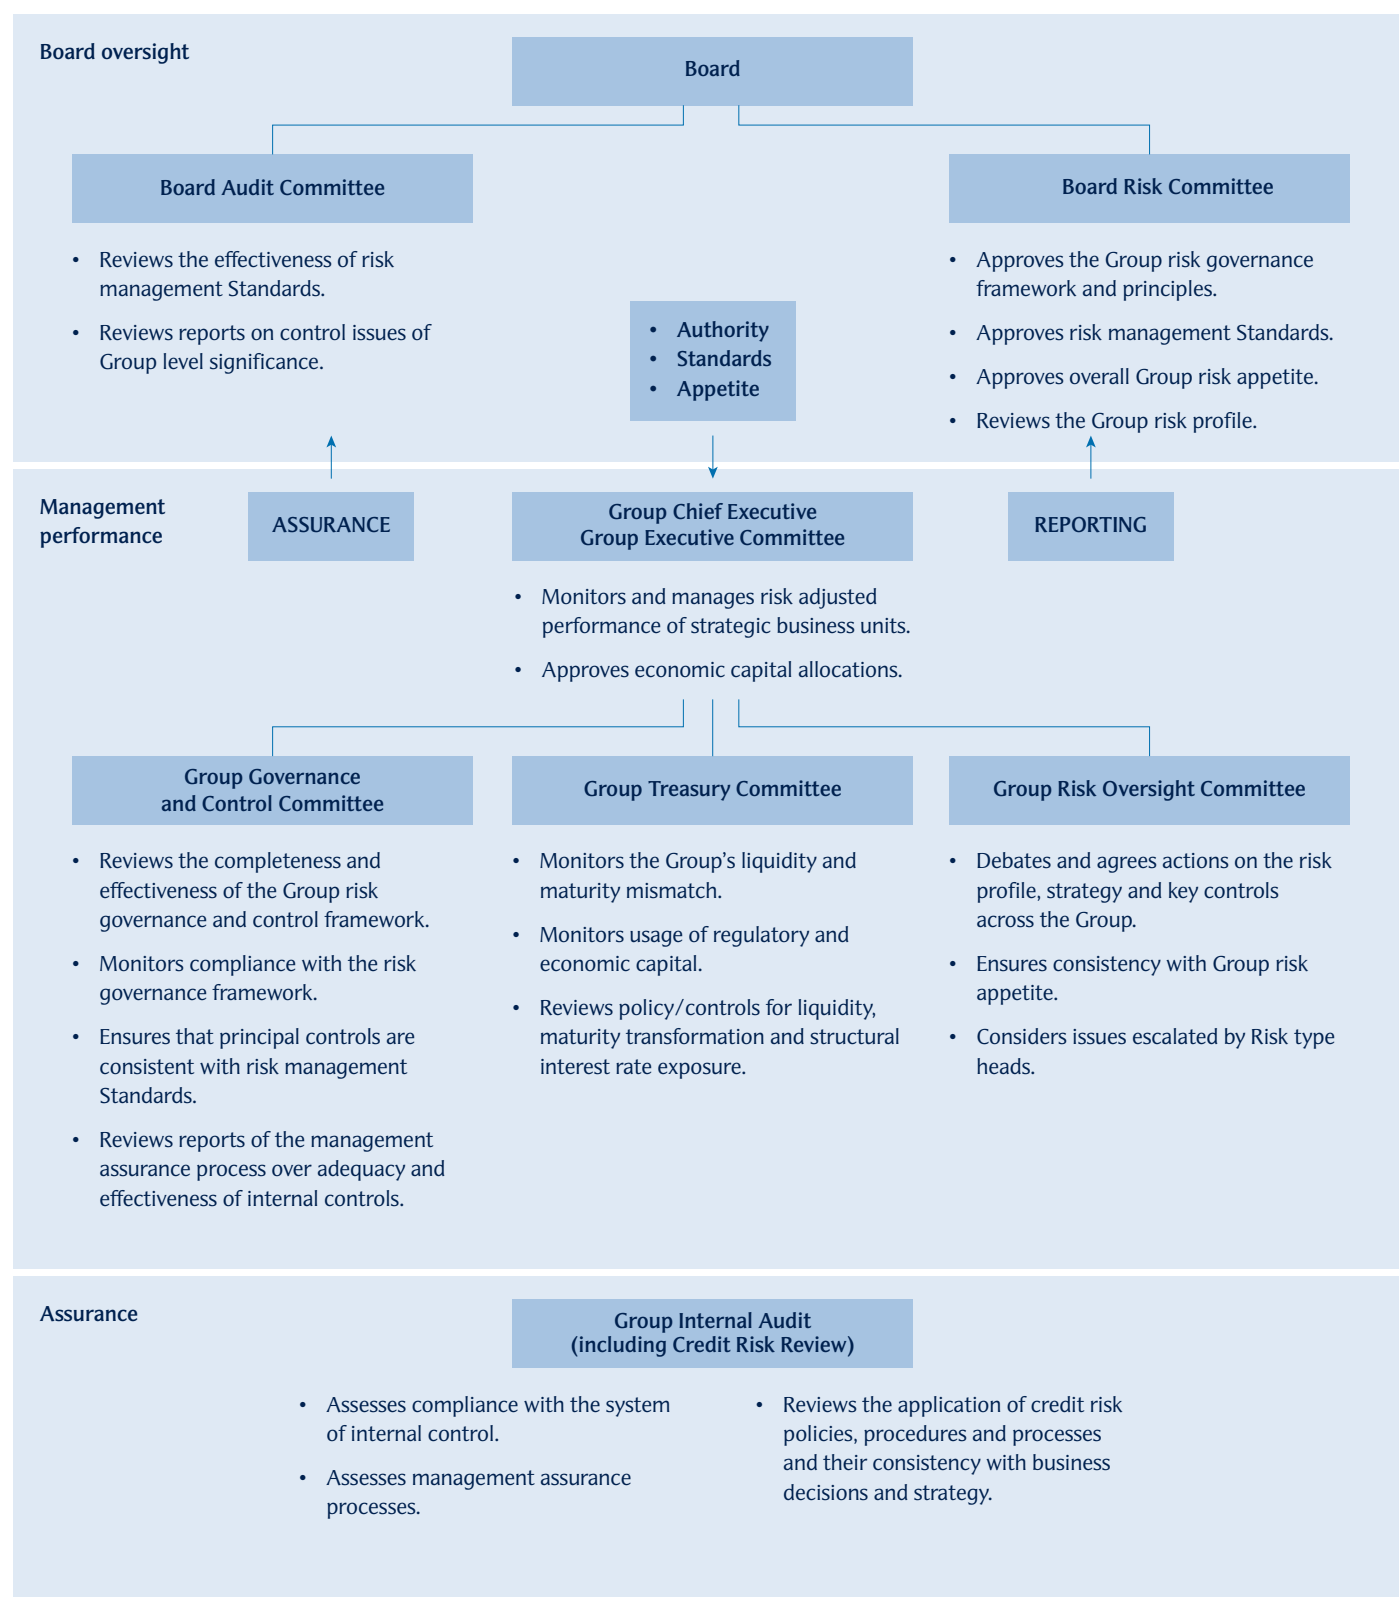 Board oversight
Board
Board Audit Committee
• Reviews the effectiveness of risk
management Standards.
• Reviews reports on control issues of
Group level significance.
• Authority
• Standards
• Appetite
Board Risk Committee
• Approves the Group risk governance
framework and principles.
• Approves risk management Standards.
• Approves overall Group risk appetite.
• Reviews the Group risk profile.
Management
performance
ASSURANCE
Group Chief Executive
Group Executive Committee
REPORTING
• Monitors and manages risk adjusted
performance of strategic business units.
• Approves economic capital allocations.
Group Governance
and Control Committee
• Reviews the completeness and
effectiveness of the Group risk
governance and control framework.
• Monitors compliance with the risk
governance framework.
• Ensures that principal controls are
consistent with risk management
Standards.
• Reviews reports of the management
assurance process over adequacy and
effectiveness of internal controls.
Group Treasury Committee
• Monitors the Group’s liquidity and
maturity mismatch.
• Monitors usage of regulatory and
economic capital.
• Reviews policy/controls for liquidity,
maturity transformation and structural
interest rate exposure.
Group Risk Oversight Committee
• Debates and agrees actions on the risk
profile, strategy and key controls
across the Group.
• Ensures consistency with Group risk
appetite.
• Considers issues escalated by Risk type
heads.
Assurance
Group Internal Audit
(including Credit Risk Review)
• Assesses compliance with the system
of internal control.
• Assesses management assurance
processes.
• Reviews the application of credit risk
policies, procedures and processes
and their consistency with business
decisions and strategy.